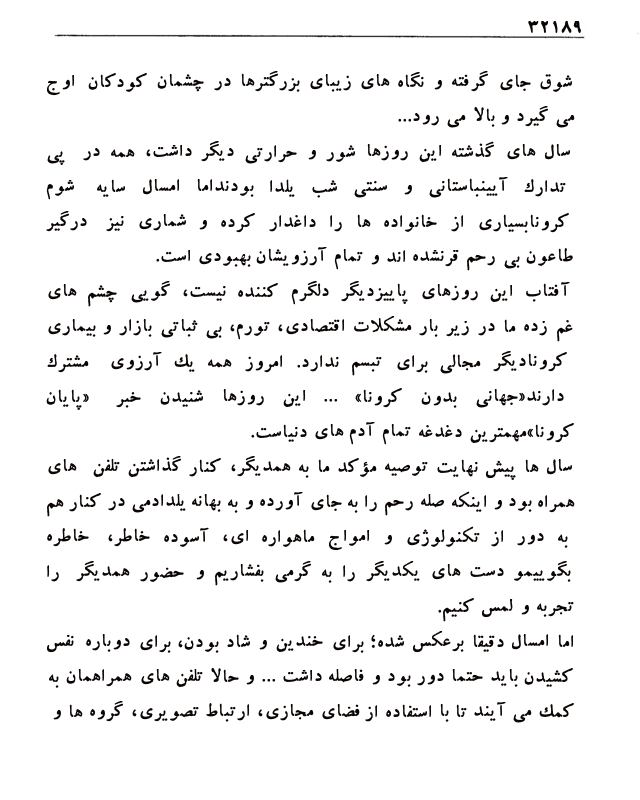 ۳۲۱۸۹
شوق جای گرفته و نگاه های زیبای بزرگترها در چشمان کودکان اوج
می گیرد و بالا می رود...
سال های گذشته این روزها شور و حرارتی دیگر داشت، همه در پی
تدارك آیینباستانی و سنتی شب یلدا بودنداما امسال سایه شوم
کرونابسیاری از خانواده ها را داغدار کرده و شماری نیز درگیر
طاعون بی رحم قرنشده اند و تمام آرزویشان بهبودی است.
آفتاب این روزهای پاییزدیگر دلگرم کننده نیست، گویی چشم های
غم زده ما در زیر بار مشکلات اقتصادی، تورم، بی ثباتی بازار و بیماری
کرونادیگر مجالی برای تبسم ندارد. امروز همه یك آرزوی مشترك
دارند«جهانی بدون کرونا» ... این روزها شنیدن خبر «پایان
کرونا»مهمترین دغدغه تمام آدم های دنیاست.
سال ها پیش نهایت توصیه مؤکد ما به همدیگر، کنار گذاشتن تلفن های
همراه بود و اینکه صله رحم را به جای آورده و به بهانه یلدادمی در کنار هم
به دور از تکنولوژی و امواج ماهواره ای، آسوده خاطر، خاطره
بگوییمو دست های یکدیگر را به گرمی بفشاریم و حضور همدیگر را
تجربه و لمس کنیم.
اما امسال دقیقا برعکس شده؛ برای خندین و شاد بودن، برای دوباره نفس
کشیدن باید حتما دور بود و فاصله داشت ... و حالا تلفن های همراهمان به
کمك می آیند تا با استفاده از فضای مجازی، ارتباط تصویری، گروه ها و